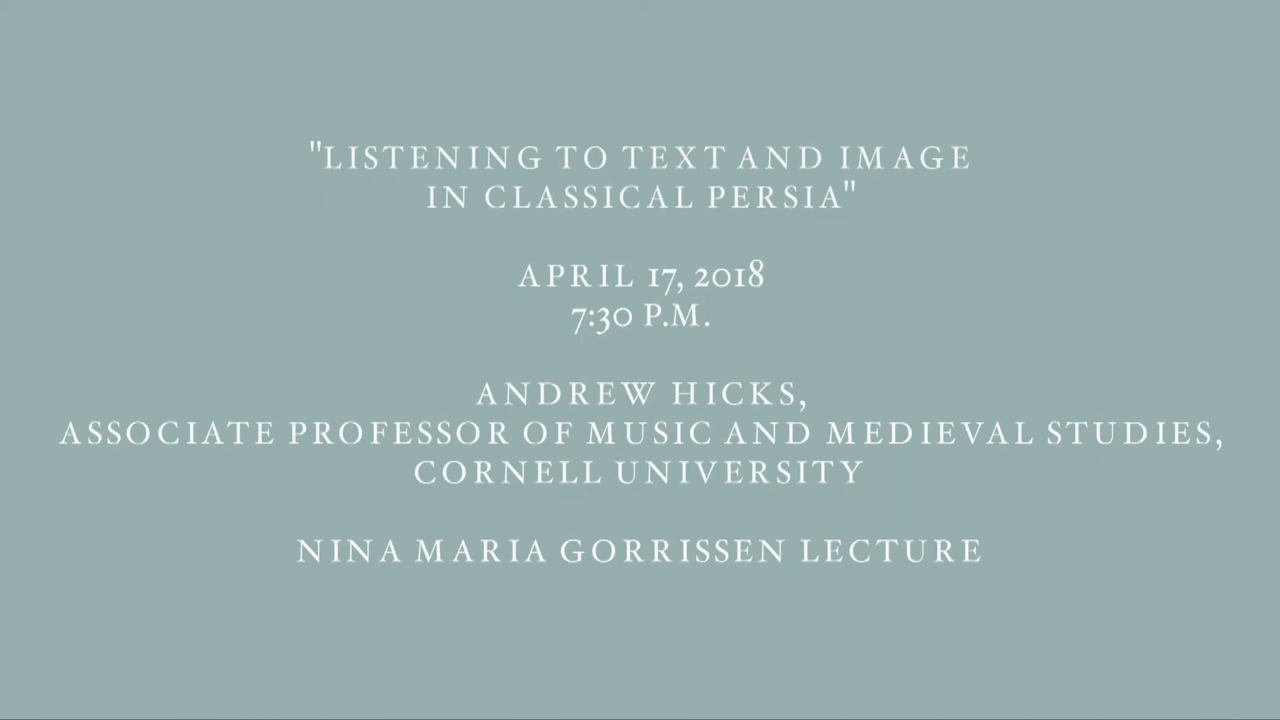 "LISTENING TO TEXT AND IMAGE
IN CLASSICAL PERSIA"
APRIL 17, 2018
7:30 P.M.
ANDREW HICKS,
ASSOCIATE PROFESSOR OF MUSIC AND MEDIEVAL STUDIES,
CORNELL UNIVERSITY
NINA MARIA GORRISSEN LECTURE